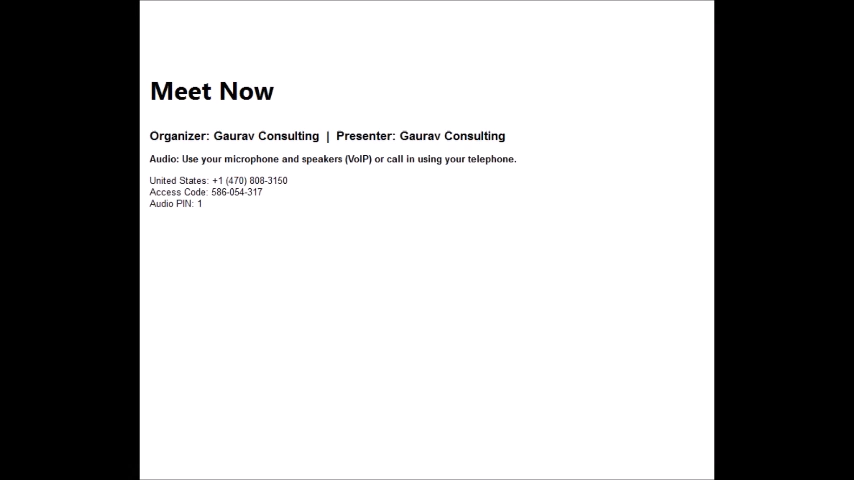 Meet Now
Organizer: Gaurav Consulting | Presenter: Gaurav Consulting
Audio: Use your microphone and speakers (VoIP) or call in using your telephone.
United States: +1 (470) 808-3150
Access Code: 586-054-317
Audio PIN: 1